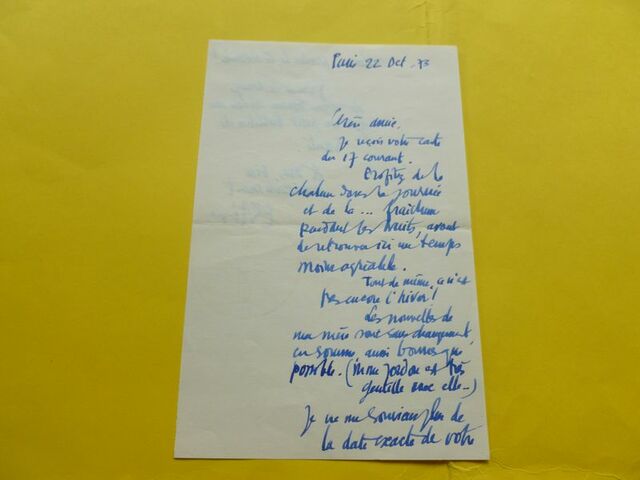 Paris 22 Oct. 73
Chère amie,
Je reçois votre carte
du 17 courant.
Profitez de la
chaleur dans la journée
et de la ... fraîcheur
pendant les nuits, avant
de retrouver ici un temps
moins agréable.
Tout de même, ce n'est
pas encore l'hiver!
Les nouvelles de
ma mère sont sans changement,
en somme, aussi bonnes que
possible. (Mme est très
gentille avec elle...)
Je ne me souviens plus de
la date exacte de votre